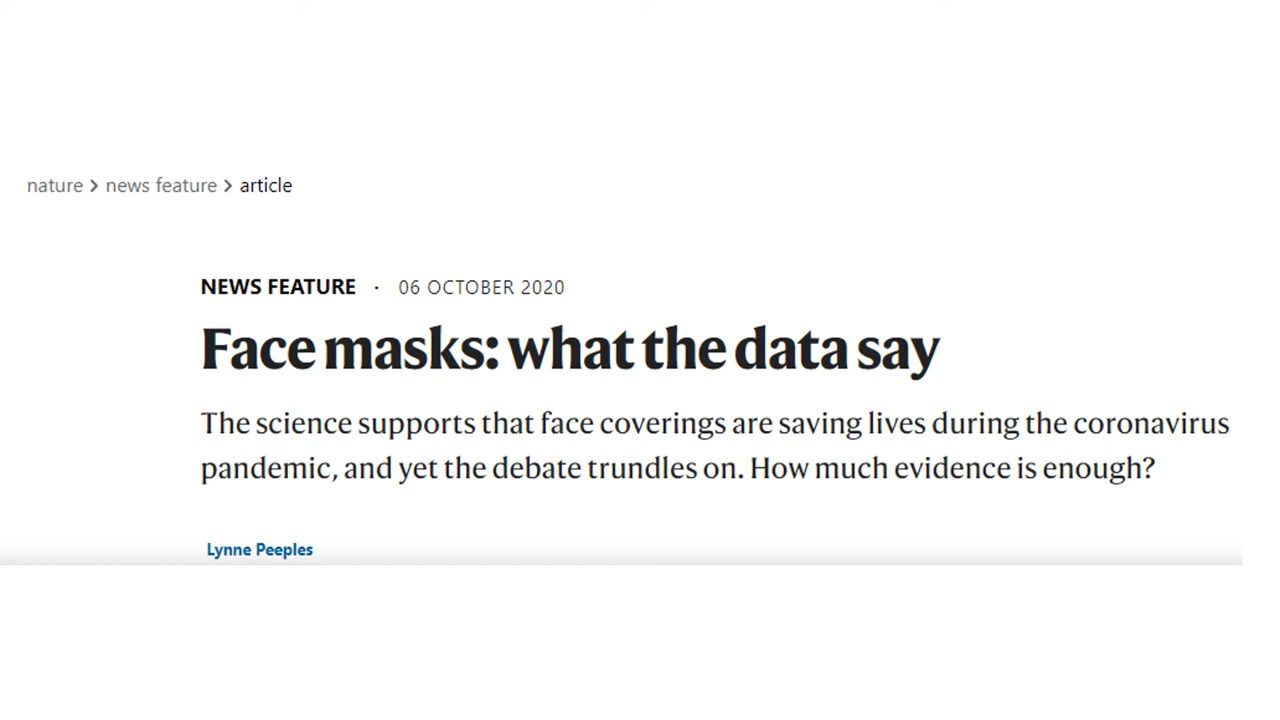 nature > news feature > article
NEWS FEATURE · 06 OCTOBER 2020
Face masks: what the data say
The science supports that face coverings are saving lives during the coronavirus
pandemic, and yet the debate trundles on. How much evidence is enough?
Lynne Peeples